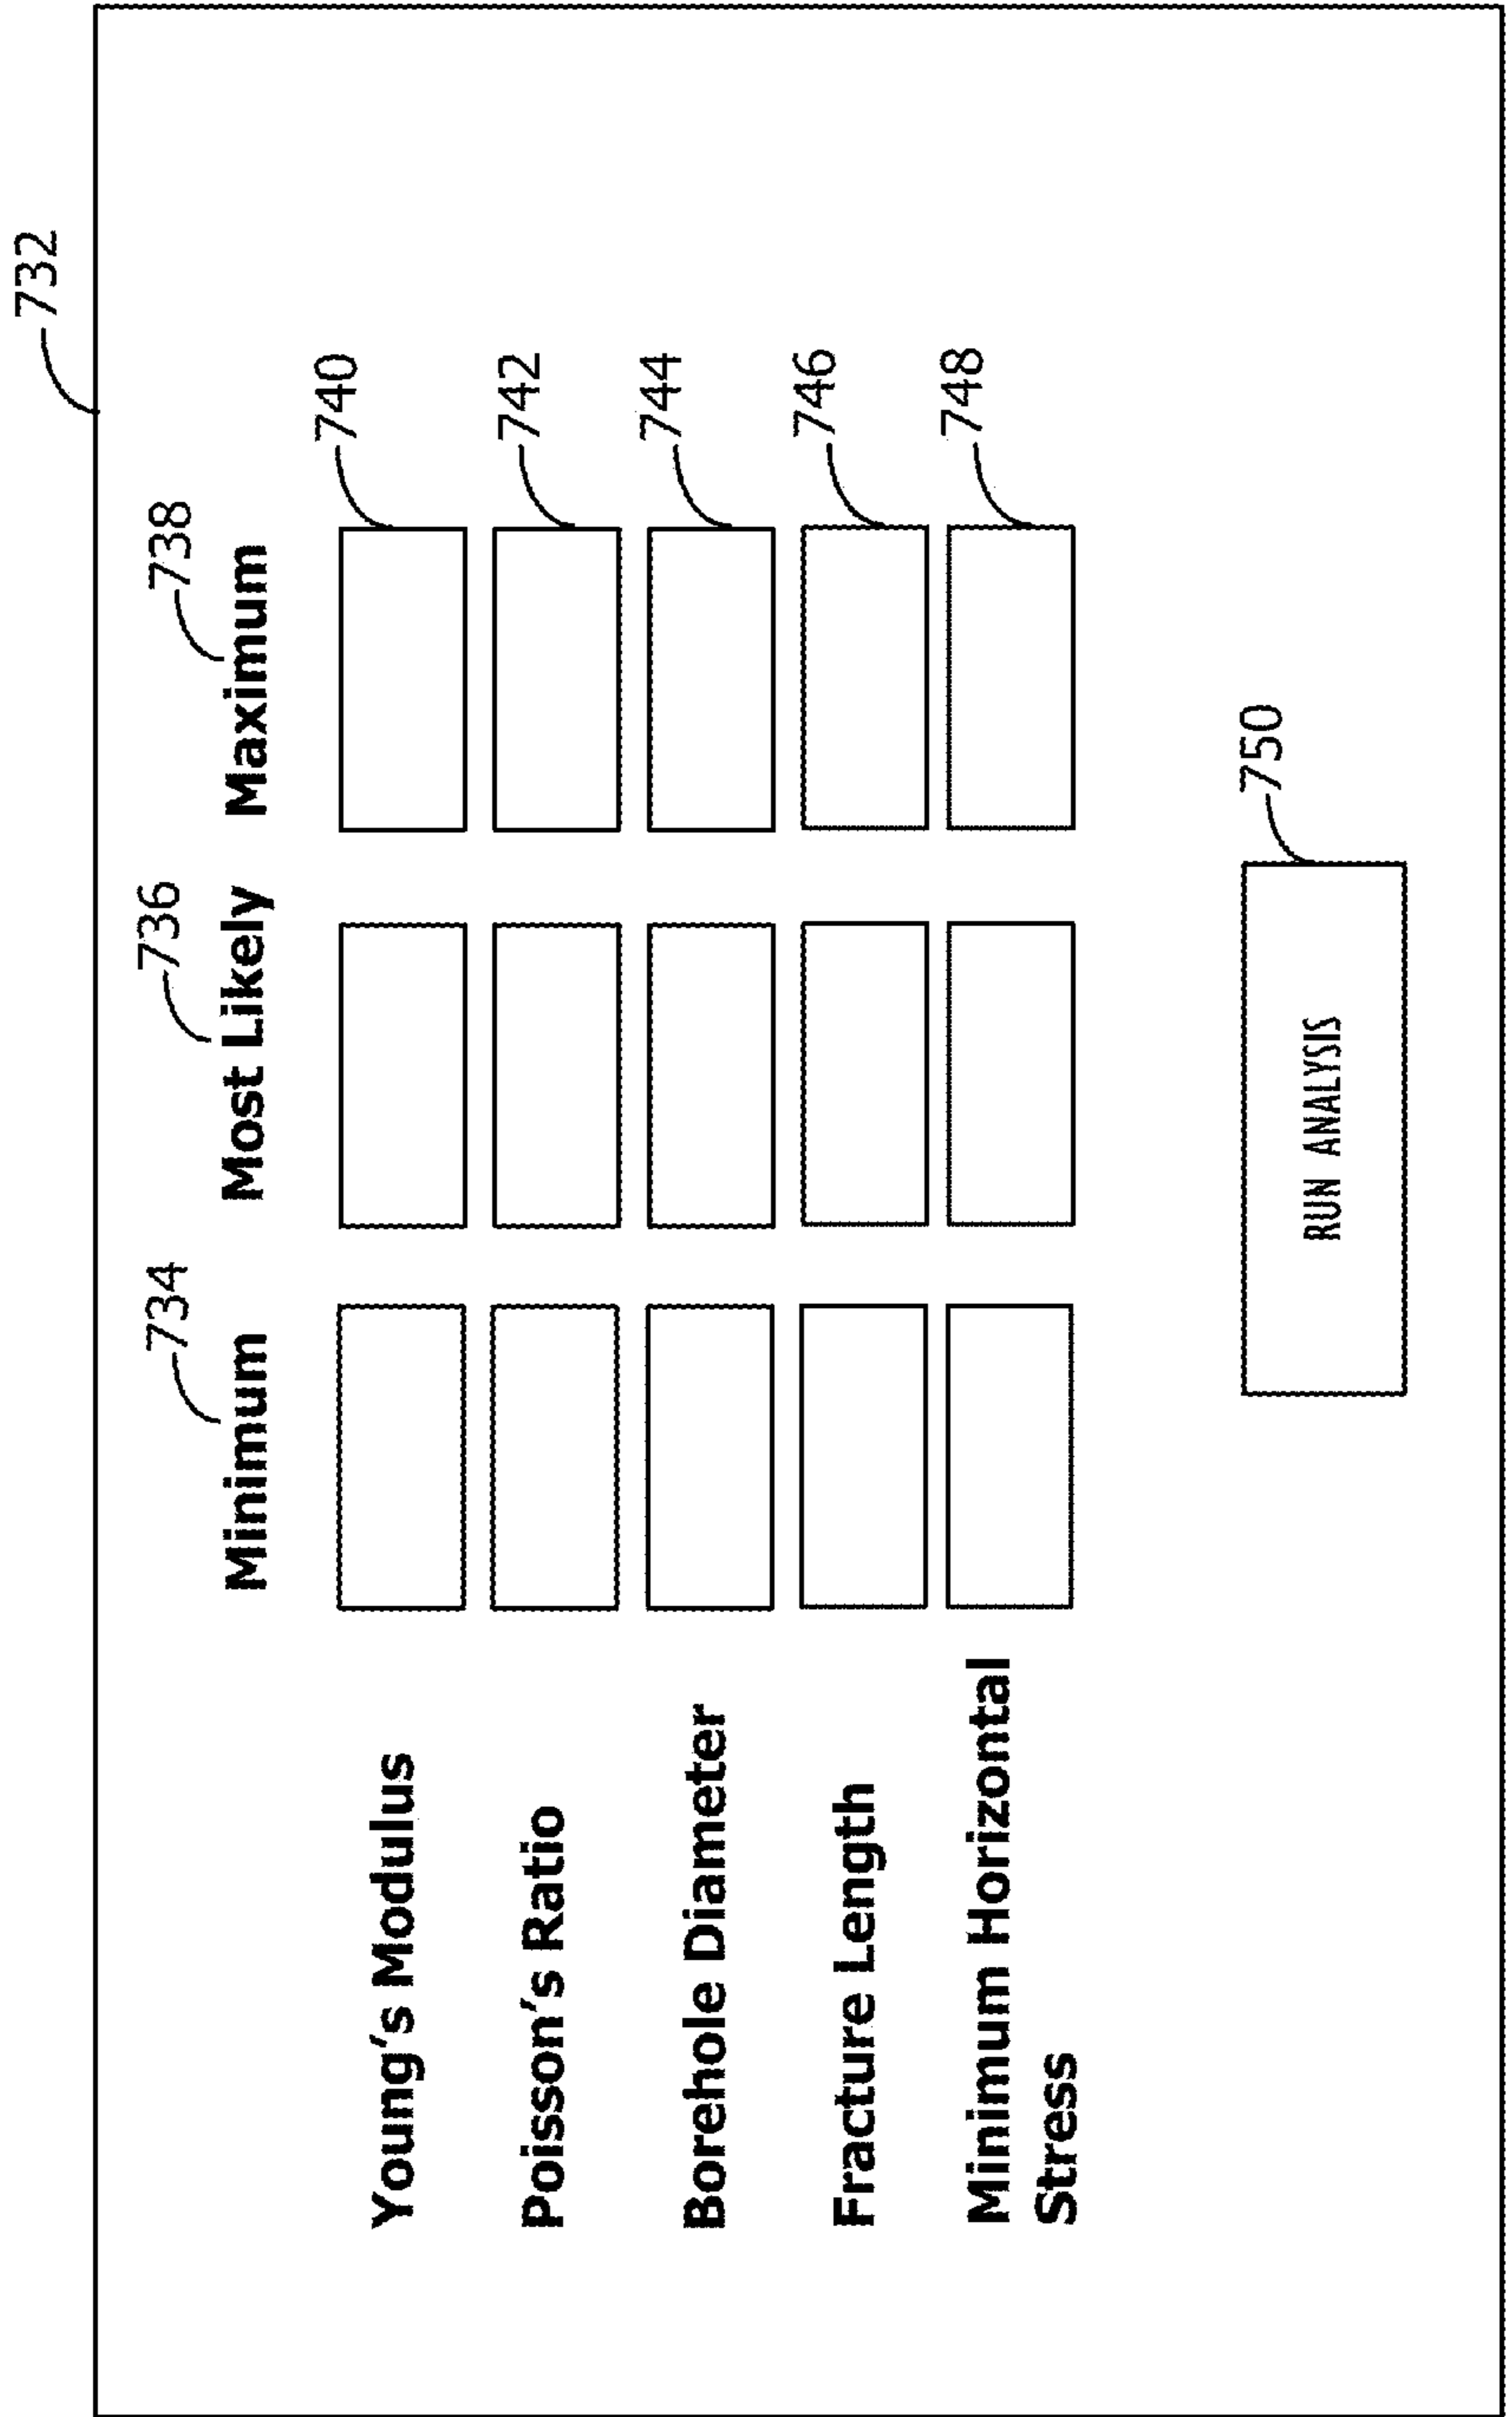 732
734 736 738
Minimum Most Likely Maximum
Young's Modulus 740
Poisson's Ratio 742
Borehole Diameter 744
Fracture Length 746
Minimum Horizontal 748
Stress
RUN ANALYSIS 750